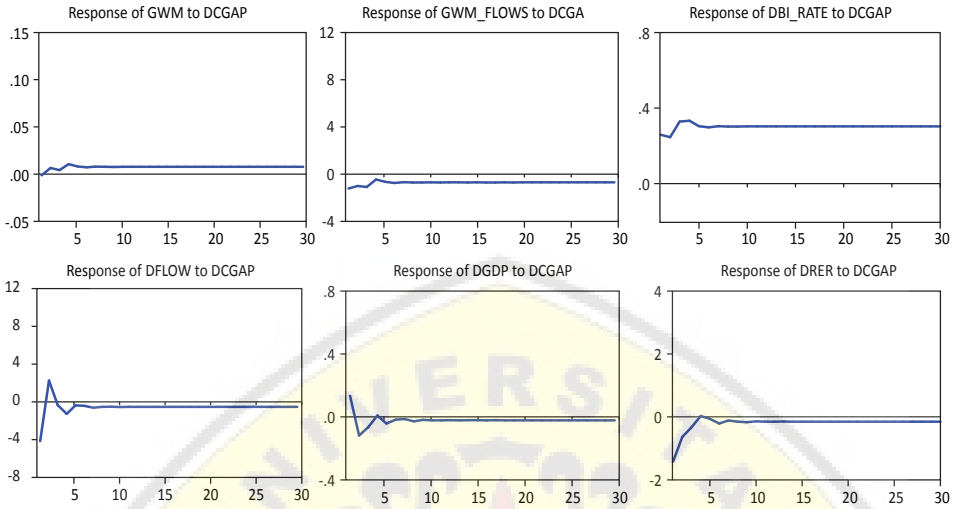 Response of GWM to DCGAP
.15
.10
.05
.00
-.05
5 10 15 20 25 30
Response of GWM_FLOWS to DCGA
12
8
4
0
-4
5 10 15 20 25 30
Response of DBI_RATE to DCGAP
.8
.4
.0
5 10 15 20 25 30
Response of DFLOW to DCGAP
12
8
4
0
-4
-8
5 10 15 20 25 30
Response of DGDP to DCGAP
.8
.4
.0
-.4
5 10 15 20 25 30
Response of DRER to DCGAP
4
2
0
-2
5 10 15 20 25 30
UNIVERSITA